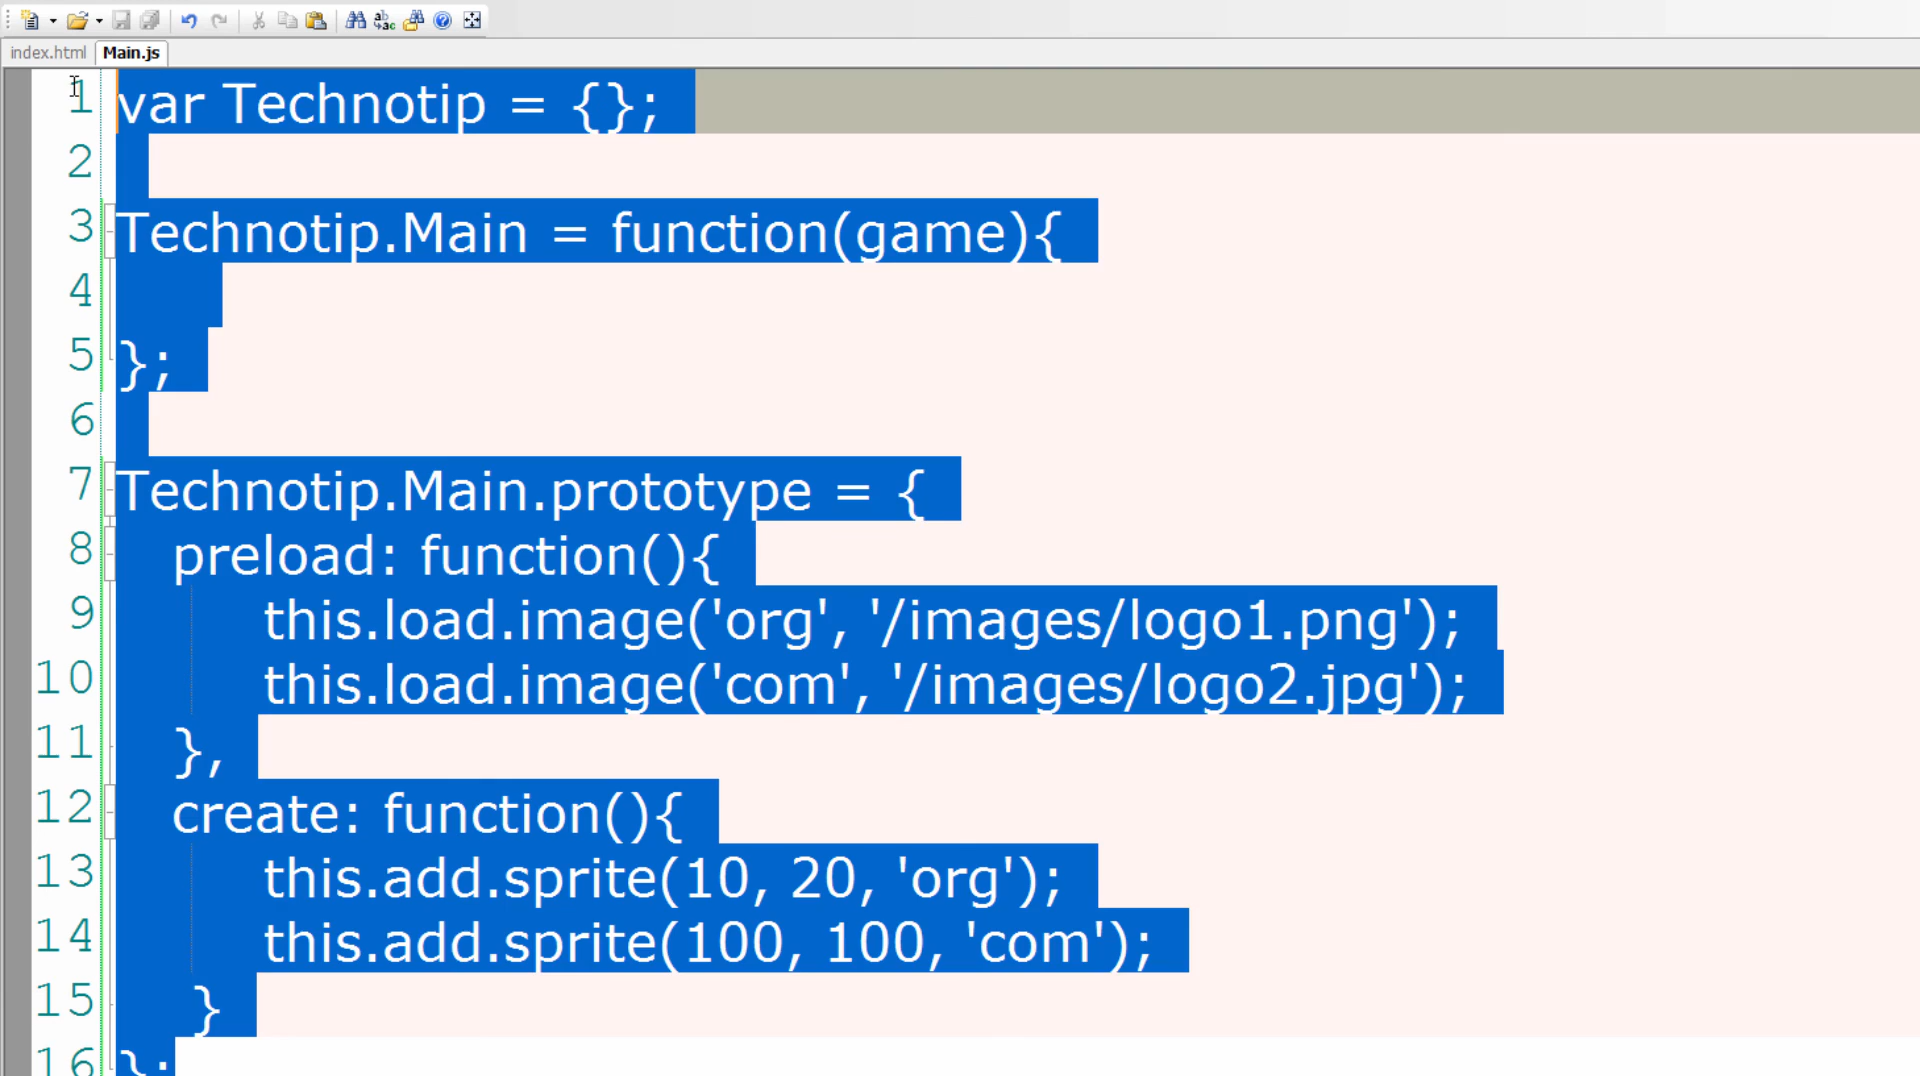 index.html Main.js
1 var Technotip = {};
2
3 Technotip.Main = function(game){
4
5 };
6
7 Technotip.Main.prototype = {
8 preload: function(){
9 this.load.image('org', '/images/logo1.png');
10 this.load.image('com', '/images/logo2.jpg');
11 },
12 create: function(){
13 this.add.sprite(10, 20, 'org');
14 this.add.sprite(100, 100, 'com');
15 }
16 };